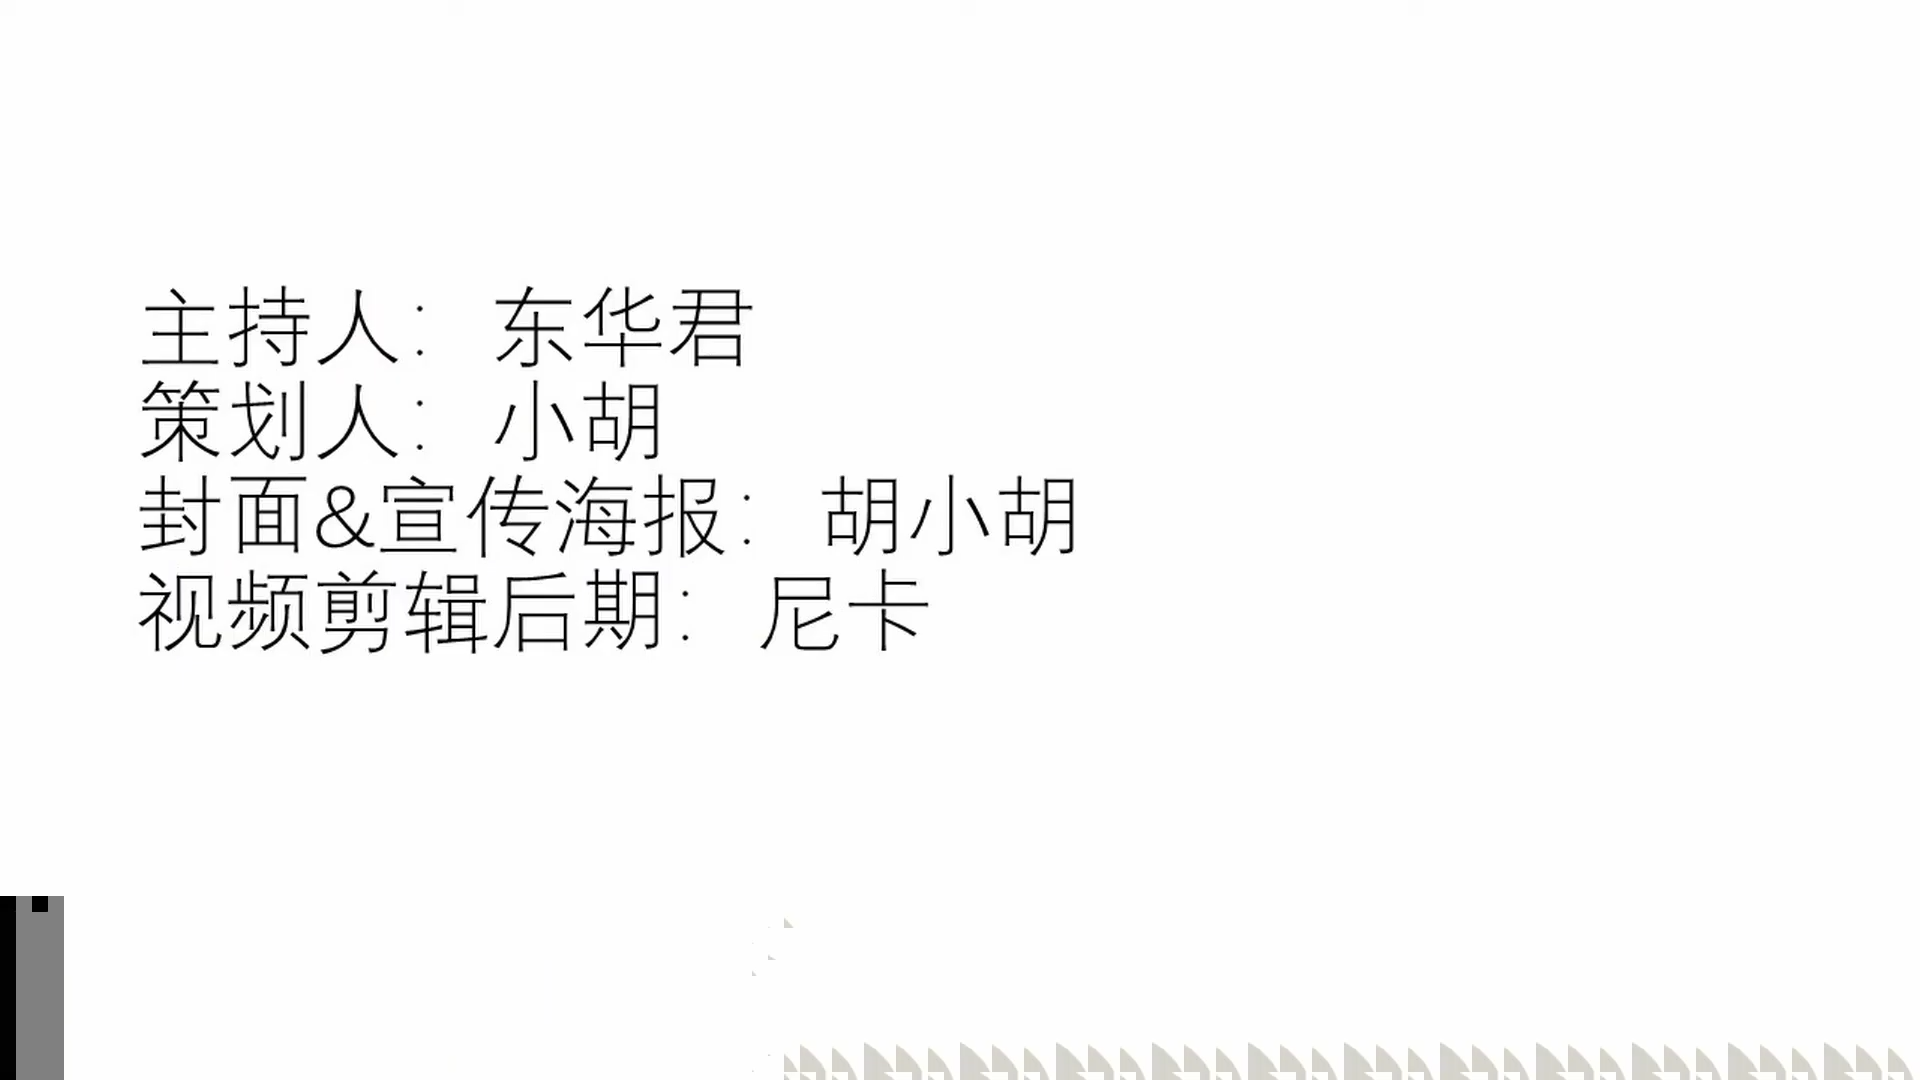 主持人：东华君
策划人：小胡
封面&宣传海报：胡小胡
视频剪辑后期：尼卡